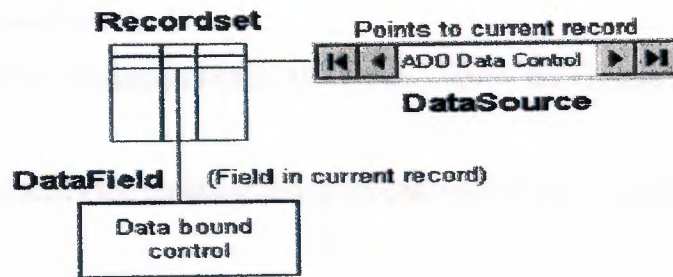 Recordset
Points to current record
ADO Data Control
DataSource
DataField
(Field in current record)
Data bound
control